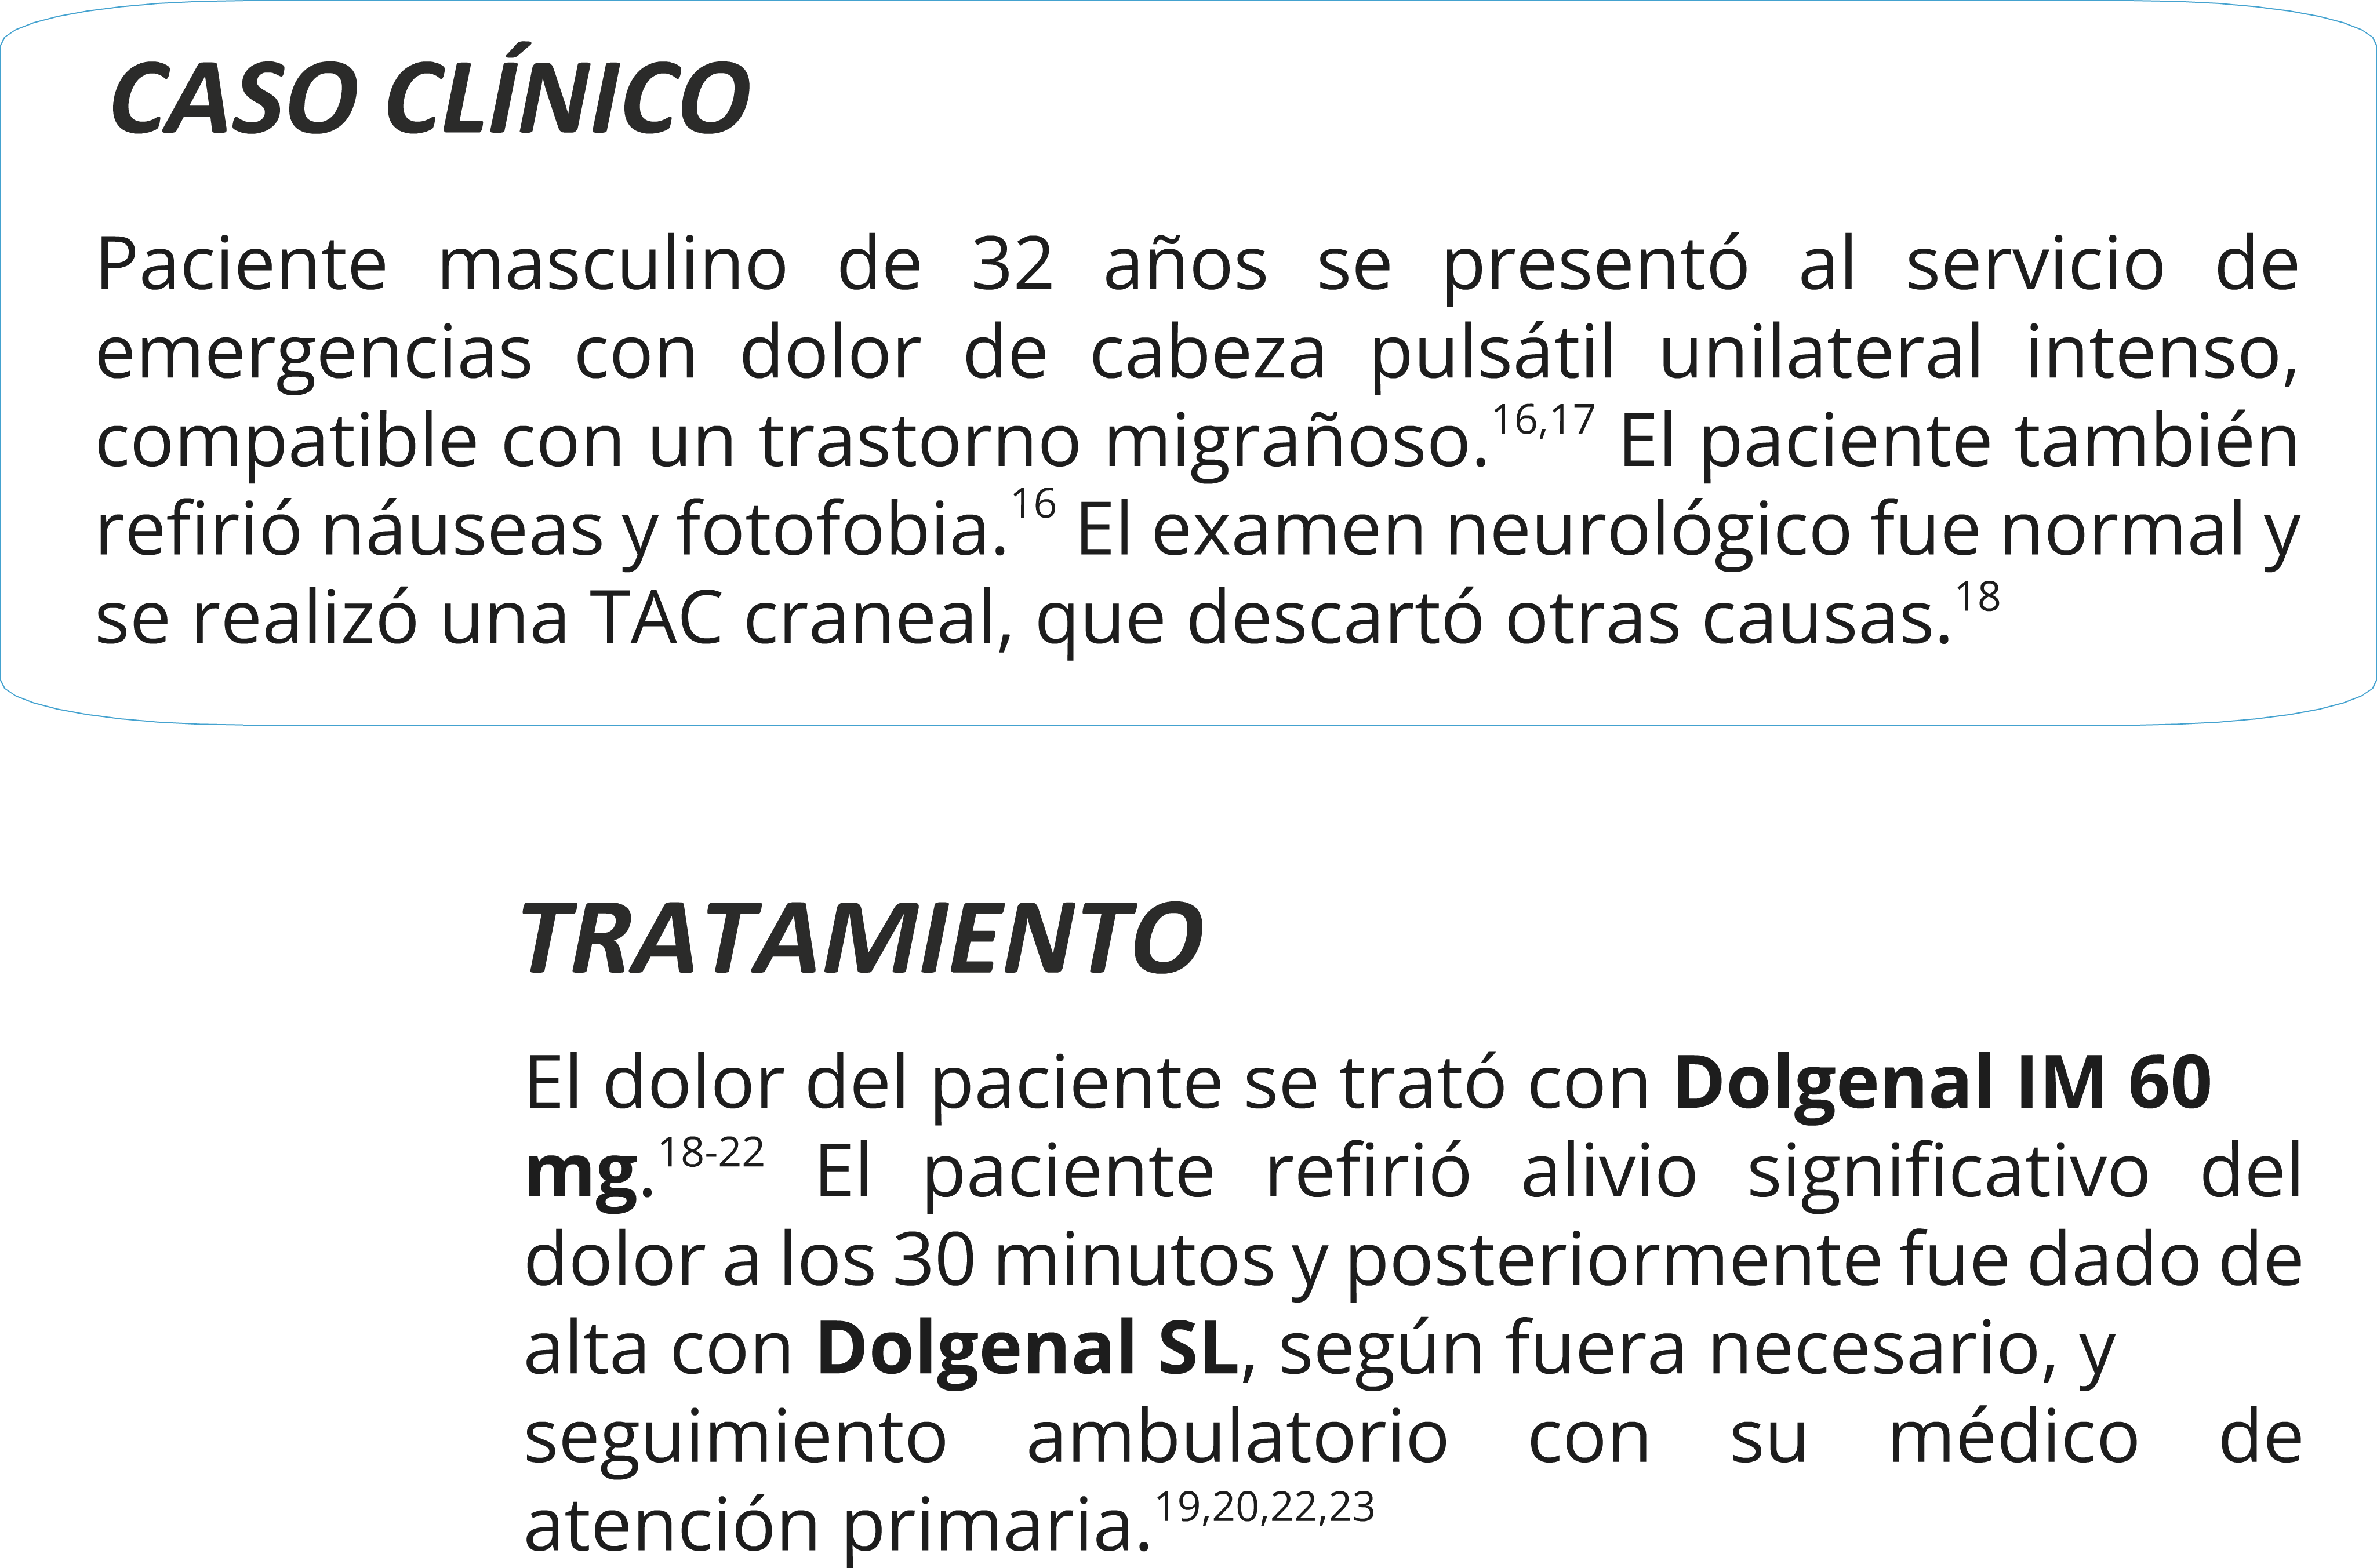 CASO CLÍNICO
Paciente masculino de 32 años se presentó al servicio de
emergencias con dolor de cabeza pulsátil unilateral intenso,
compatible con un trastorno migrañoso.16,17 El paciente también
refirió náuseas y fotofobia.16 El examen neurológico fue normal y
se realizó una TAC craneal, que descartó otras causas.18
TRATAMIENTO
El dolor del paciente se trató con Dolgenal IM 60
mg.18-22 El paciente refirió alivio significativo del
dolor a los 30 minutos y posteriormente fue dado de
alta con Dolgenal SL, según fuera necesario, y
seguimiento ambulatorio con su médico de
atención primaria.19,20,22,23